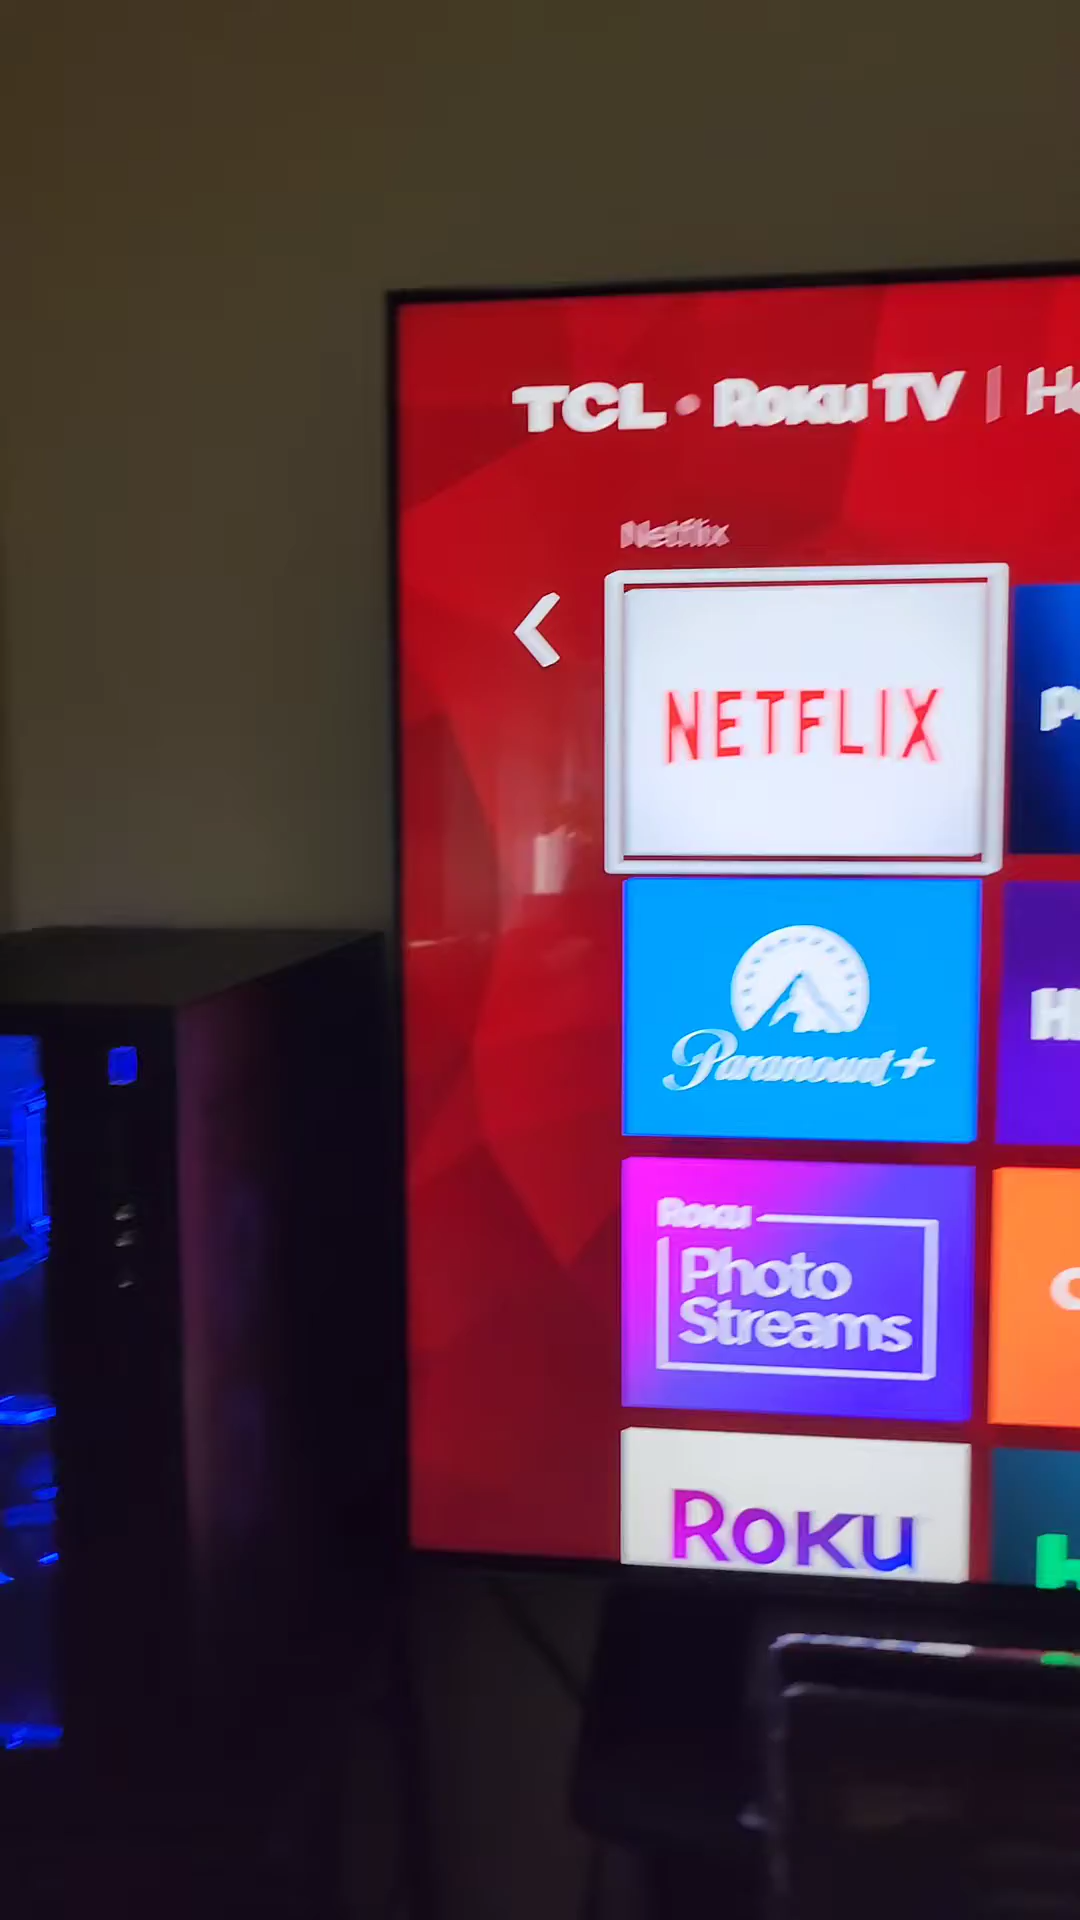 TCL • Roku TV |
Netflix
NETFLIX
Paramount+
Roku
Photo
Streams
Roku